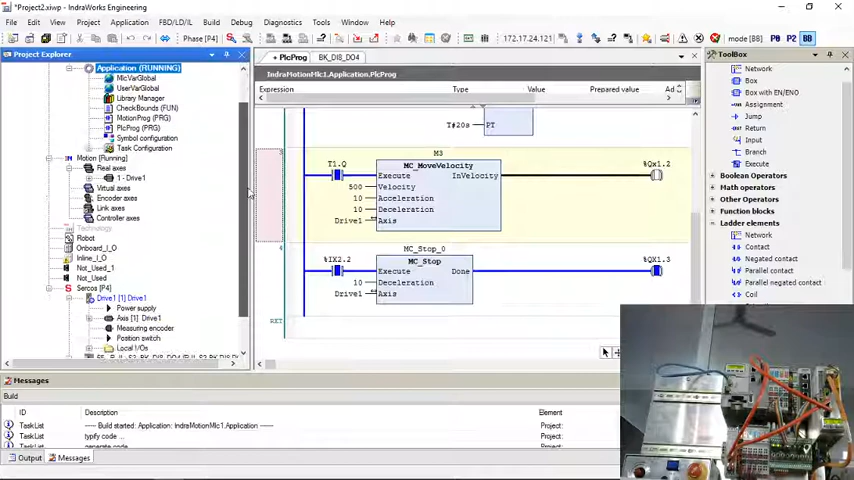 *Project2.xiwp - IndraWorks Engineering
File Edit View Project Application FBD/LD/IL Build Debug Diagnostics Tools Window Help
Phase [P4] 172.17.24.121 mode [BB] P0 P2 BB
Project Explorer
Application (RUNNING)
MlcVarGlobal
UserVarGlobal
Library Manager
CheckBounds (FUN)
MotionProg (PRG)
PlcProg (PRG)
Symbol configuration
Task Configuration
Motion [Running]
Real axes
1 - Drive1
Virtual axes
Encoder axes
Link axes
Controller axes
Technology
Robot
Onboard_I_O
Inline_I_O
Not_Used_1
Not_Used
Sercos [P4]
Drive1 [1] Drive1
Power supply
Axis [1] Drive1
Measuring encoder
Position switch
Local I/Os
PlcProg BK_DI8_DO4
IndraMotionMlc1.Application.PlcProg
Expression Type Value Prepared value Ad
T#20s PT
3
M3
T1.Q MC_MoveVelocity %Qx1.2
Execute InVelocity
500 Velocity
10 Acceleration
10 Deceleration
Drive1 Axis
4
MC_Stop_0
%IX2.2 MC_Stop %QX1.3
Execute Done
10 Deceleration
Drive1 Axis
RET
ToolBox
Network
Box
Box with EN/ENO
Assignment
Jump
Return
Input
Branch
Execute
Boolean Operators
Math operators
Other Operators
Function blocks
Ladder elements
Network
Contact
Negated contact
Parallel contact
Parallel negated contact
Coil
Messages
Build
ID Description Element
TaskList ----- Build started: Application: IndraMotionMlc1.Application ------- Project:
TaskList typify code ... Project:
TaskList generate code... Project:
Output Messages